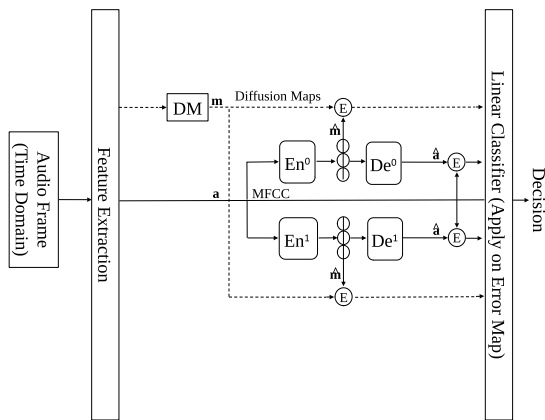 Audio Frame
(Time Domain)
Feature Extraction
DM
m
Diffusion Maps
E
m̂
En⁰
De⁰
â
E
a
MFCC
En¹
De¹
â
E
m̂
E
Linear Classifier (Apply on Error Map)
Decision